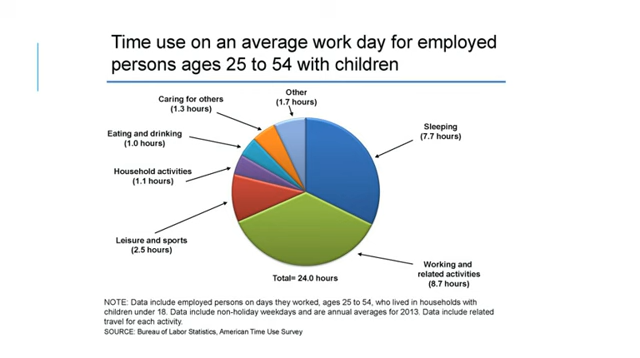 Time use on an average work day for employed
persons ages 25 to 54 with children
Other
(1.7 hours)
Caring for others
(1.3 hours)
Sleeping
(7.7 hours)
Eating and drinking
(1.0 hours)
Household activities
(1.1 hours)
Leisure and sports
(2.5 hours)
Working and
related activities
(8.7 hours)
Total= 24.0 hours
NOTE: Data include employed persons on days they worked, ages 25 to 54, who lived in households with
children under 18. Data include non-holiday weekdays and are annual averages for 2013. Data include related
travel for each activity.
SOURCE: Bureau of Labor Statistics, American Time Use Survey